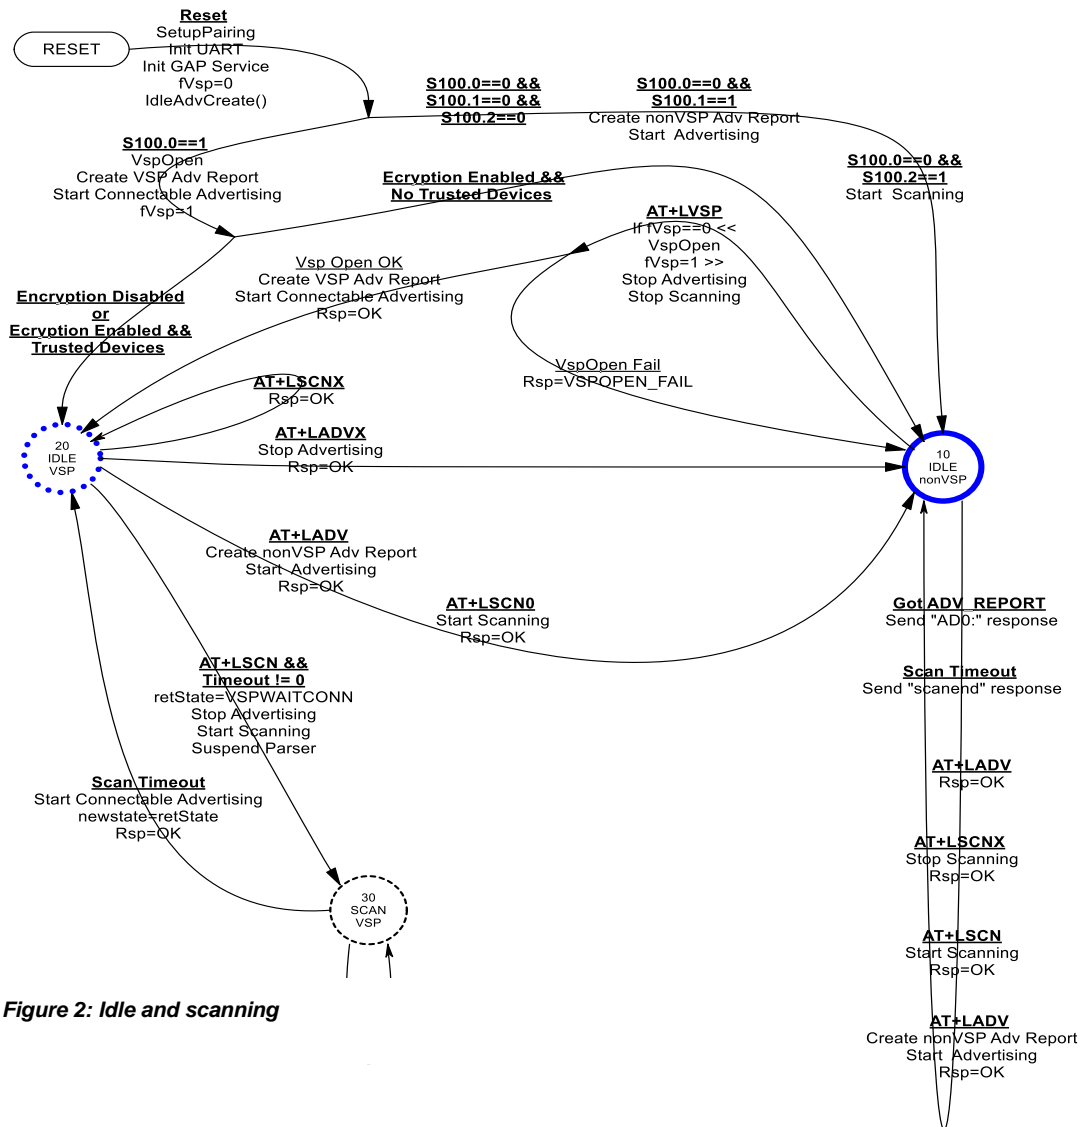 RESET
Reset
SetupPairing
Init UART
Init GAP Service
fVsp=0
IdleAdvCreate()
S100.0==0 &&
S100.1==0 &&
S100.2==0
S100.0==0 &&
S100.1==1
Create nonVSP Adv Report
Start Advertising
S100.0==0 &&
S100.2==1
Start Scanning
S100.0==1
VspOpen
Create VSP Adv Report
Start Connectable Advertising
fVsp=1
Ecryption Enabled &&
No Trusted Devices
AT+LVSP
If fVsp==0 <<
VspOpen
fVsp=1 >>
Stop Advertising
Stop Scanning
Vsp Open OK
Create VSP Adv Report
Start Connectable Advertising
Rsp=OK
Encryption Disabled
or
Ecryption Enabled &&
Trusted Devices
VspOpen Fail
Rsp=VSPOPEN_FAIL
AT+LSCNX
Rsp=OK
AT+LADVX
Stop Advertising
Rsp=OK
20
IDLE
VSP
10
IDLE
nonVSP
AT+LADV
Create nonVSP Adv Report
Start Advertising
Rsp=OK
AT+LSCN0
Start Scanning
Rsp=OK
Got ADV_REPORT
Send "AD0:" response
Scan Timeout
Send "scanend" response
AT+LSCN &&
Timeout != 0
retState=VSPWAITCONN
Stop Advertising
Start Scanning
Suspend Parser
AT+LADV
Rsp=OK
Scan Timeout
Start Connectable Advertising
newstate=retState
Rsp=OK
AT+LSCNX
Stop Scanning
Rsp=OK
30
SCAN
VSP
AT+LSCN
Start Scanning
Rsp=OK
Figure 2: Idle and scanning
AT+LADV
Create nonVSP Adv Report
Start Advertising
Rsp=OK